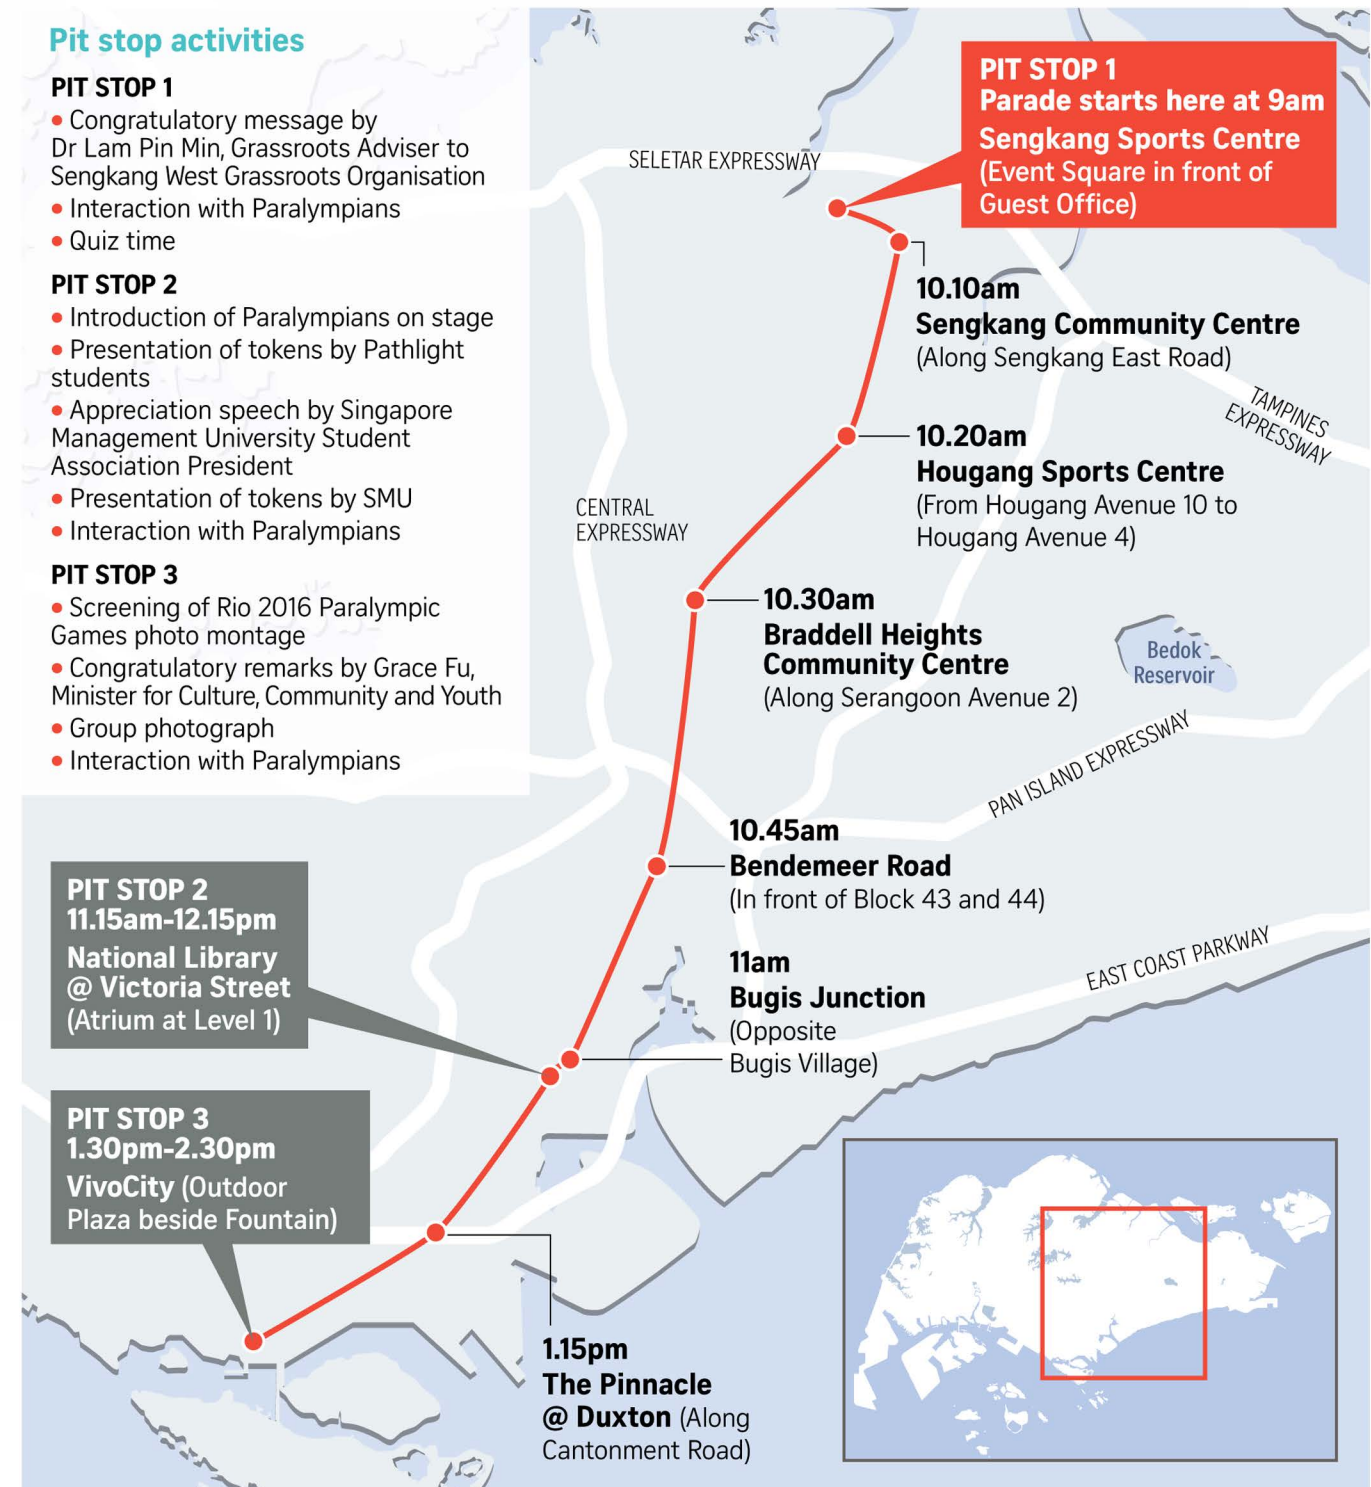 Pit stop activities
PIT STOP 1
• Congratulatory message by
Dr Lam Pin Min, Grassroots Adviser to
Sengkang West Grassroots Organisation
• Interaction with Paralympians
• Quiz time
PIT STOP 2
• Introduction of Paralympians on stage
• Presentation of tokens by Pathlight
students
• Appreciation speech by Singapore
Management University Student
Association President
• Presentation of tokens by SMU
• Interaction with Paralympians
PIT STOP 3
• Screening of Rio 2016 Paralympic
Games photo montage
• Congratulatory remarks by Grace Fu,
Minister for Culture, Community and Youth
• Group photograph
• Interaction with Paralympians
PIT STOP 1
Parade starts here at 9am
Sengkang Sports Centre
(Event Square in front of
Guest Office)
SELETAR EXPRESSWAY
10.10am
Sengkang Community Centre
(Along Sengkang East Road)
TAMPINES
EXPRESSWAY
10.20am
Hougang Sports Centre
(From Hougang Avenue 10 to
Hougang Avenue 4)
CENTRAL
EXPRESSWAY
10.30am
Braddell Heights
Community Centre
(Along Serangoon Avenue 2)
Bedok
Reservoir
PAN ISLAND EXPRESSWAY
10.45am
Bendemeer Road
(In front of Block 43 and 44)
EAST COAST PARKWAY
11am
Bugis Junction
(Opposite
Bugis Village)
PIT STOP 2
11.15am-12.15pm
National Library
@ Victoria Street
(Atrium at Level 1)
PIT STOP 3
1.30pm-2.30pm
VivoCity (Outdoor
Plaza beside Fountain)
1.15pm
The Pinnacle
@ Duxton (Along
Cantonment Road)